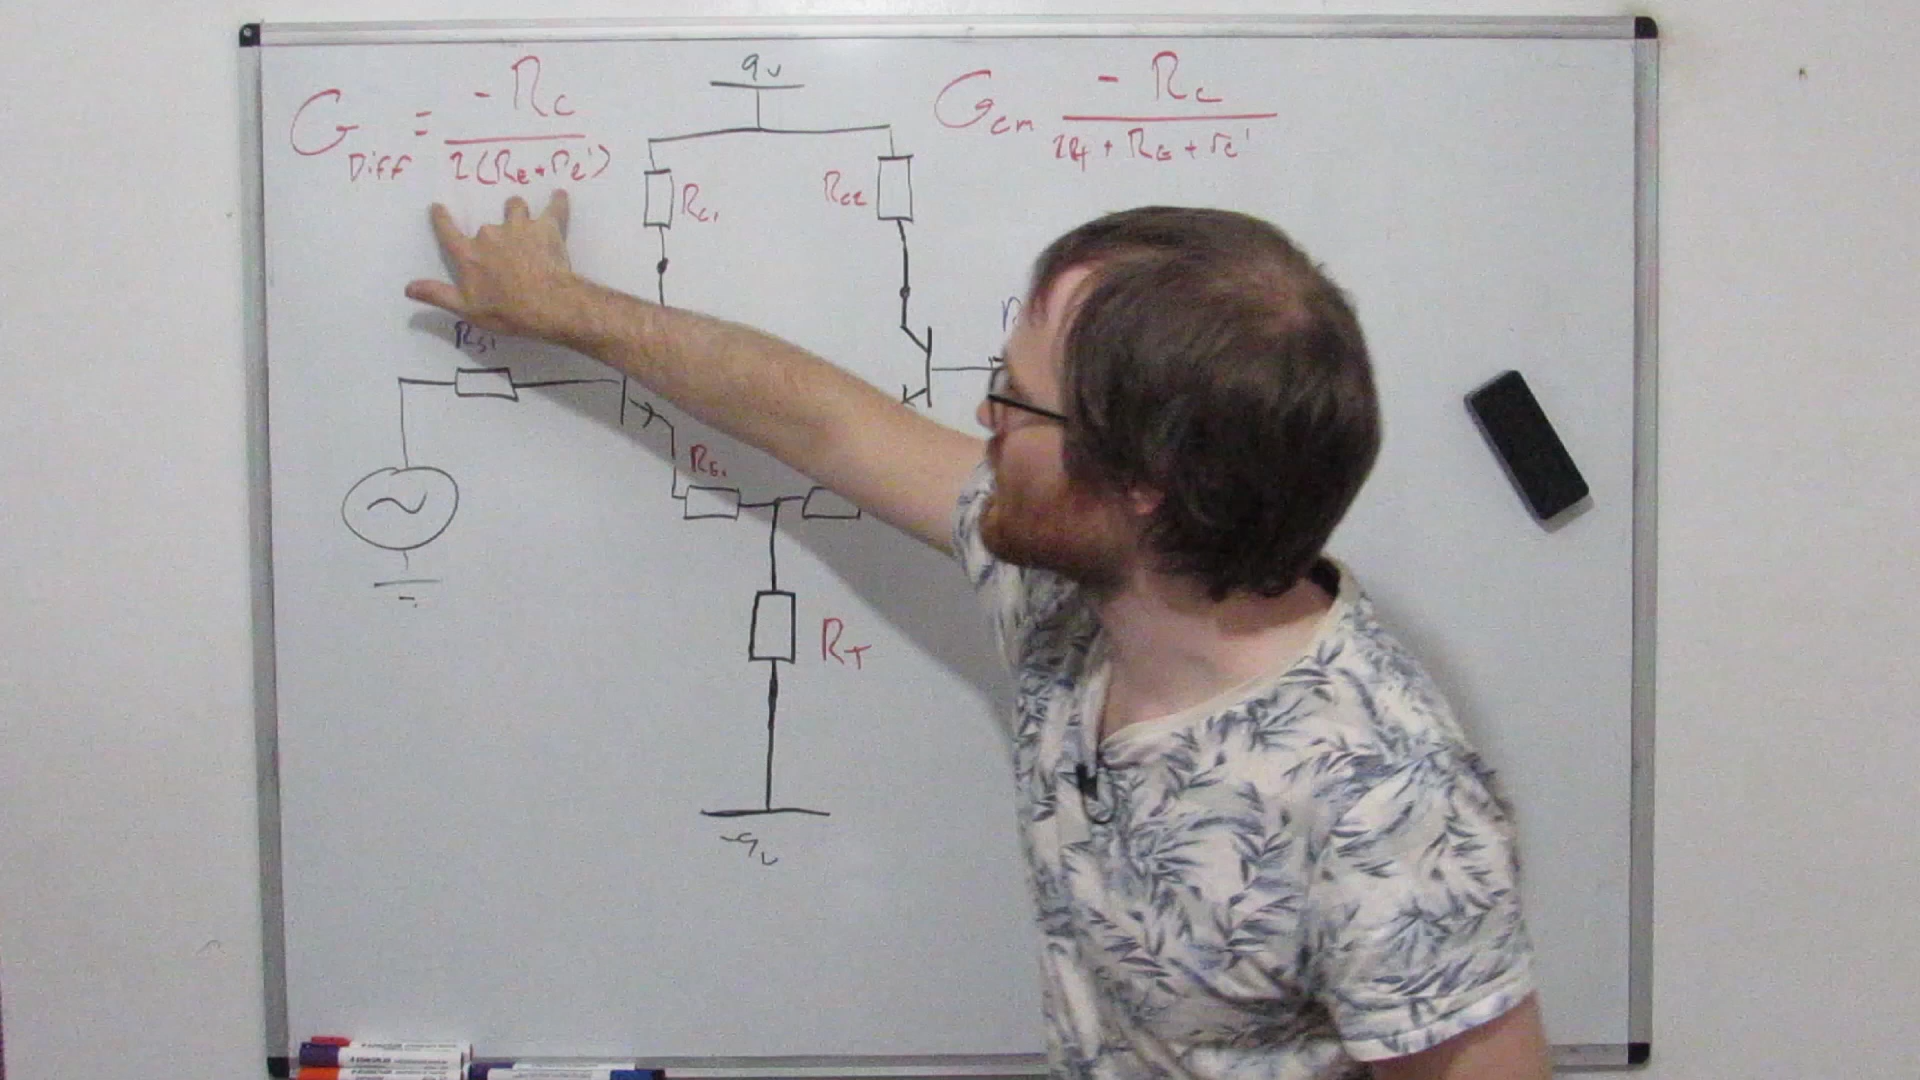 9v
G Diff = -Rc / 2(Re+re')
Gcm -Rc / 2Rt + RE + re'
RC1
RC2
RS1
RE1
RT
-9v